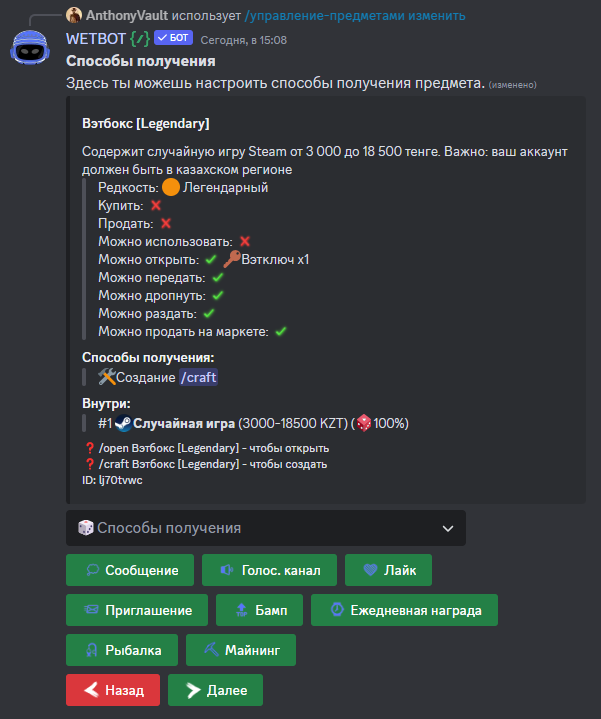 AnthonyVault использует /управление-предметами изменить
WETBOT БОТ Сегодня, в 15:08
Способы получения
Здесь ты можешь настроить способы получения предмета. (изменено)
Вэтбокс [Legendary]
Содержит случайную игру Steam от 3 000 до 18 500 тенге. Важно: ваш аккаунт
должен быть в казахском регионе
Редкость: Легендарный
Купить:
Продать:
Можно использовать:
Можно открыть: Вэтключ x1
Можно передать:
Можно дропнуть:
Можно раздать:
Можно продать на маркете:
Способы получения:
Создание /craft
Внутри:
#1 Случайная игра (3000-18500 KZT) (100%)
/open Вэтбокс [Legendary] - чтобы открыть
/craft Вэтбокс [Legendary] - чтобы создать
ID: lj70tvwc
Способы получения
Сообщение Голос. канал Лайк
Приглашение Бамп Ежедневная награда
Рыбалка Майнинг
Назад Далее